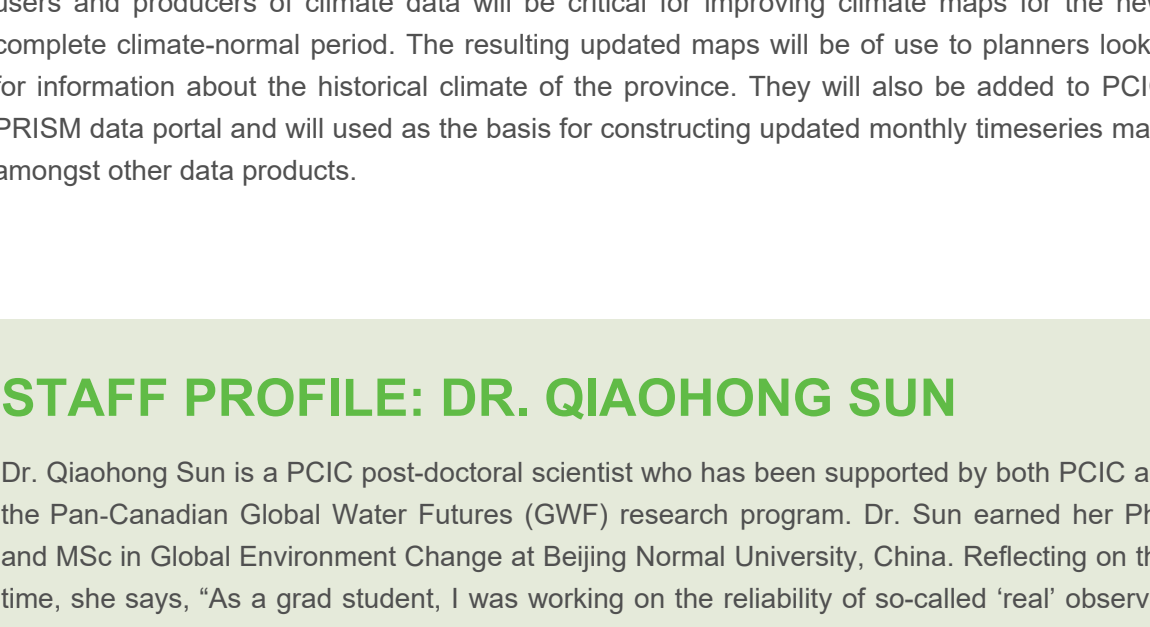 users and producers of climate data will be critical for improving climate maps for the new
complete climate-normal period. The resulting updated maps will be of use to planners look
for information about the historical climate of the province. They will also be added to PCI
PRISM data portal and will used as the basis for constructing updated monthly timeseries ma
amongst other data products.
STAFF PROFILE: DR. QIAOHONG SUN
Dr. Qiaohong Sun is a PCIC post-doctoral scientist who has been supported by both PCIC a
the Pan-Canadian Global Water Futures (GWF) research program. Dr. Sun earned her Ph
and MSc in Global Environment Change at Beijing Normal University, China. Reflecting on th
time, she says, “As a grad student, I was working on the reliability of so-called ‘real’ observ